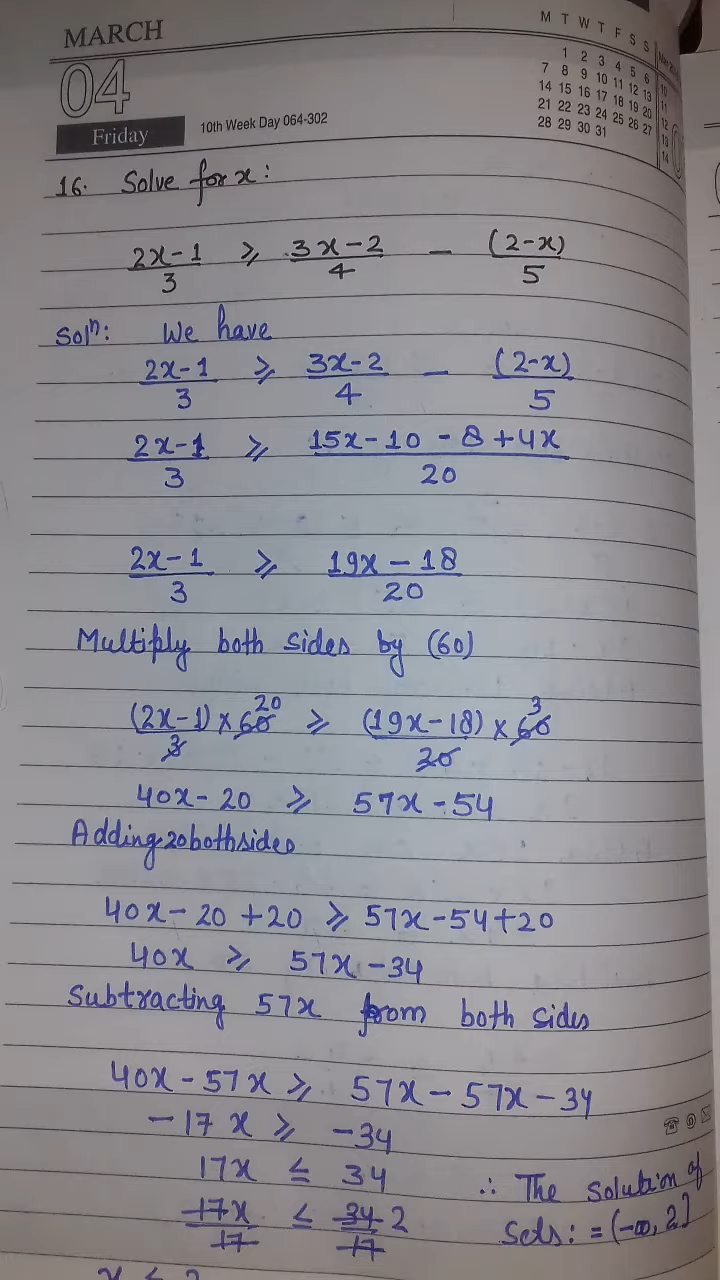 MARCH
04
Friday
10th Week Day 064-302
M T W T F S S
1 2 3 4 5 6
7 8 9 10 11 12 13
14 15 16 17 18 19 20
21 22 23 24 25 26 27
28 29 30 31
16. Solve for x:
(2x-1)/3 ≥ (3x-2)/4 - (2-x)/5
Solⁿ: We have
(2x-1)/3 ≥ (3x-2)/4 - (2-x)/5
(2x-1)/3 ≥ (15x-10-8+4x)/20
(2x-1)/3 ≥ (19x-18)/20
Multiply both sides by (60)
(2x-1)×60/3 20 ≥ (19x-18)×60/20 3
40x-20 ≥ 57x-54
Adding 20 both sides
40x-20+20 ≥ 57x-54+20
40x ≥ 57x-34
Subtracting 57x from both sides
40x-57x ≥ 57x-57x-34
-17x ≥ -34
17x ≤ 34
17x/17 ≤ 34/17 2
∴ The solution of
sets: = (-∞, 2]